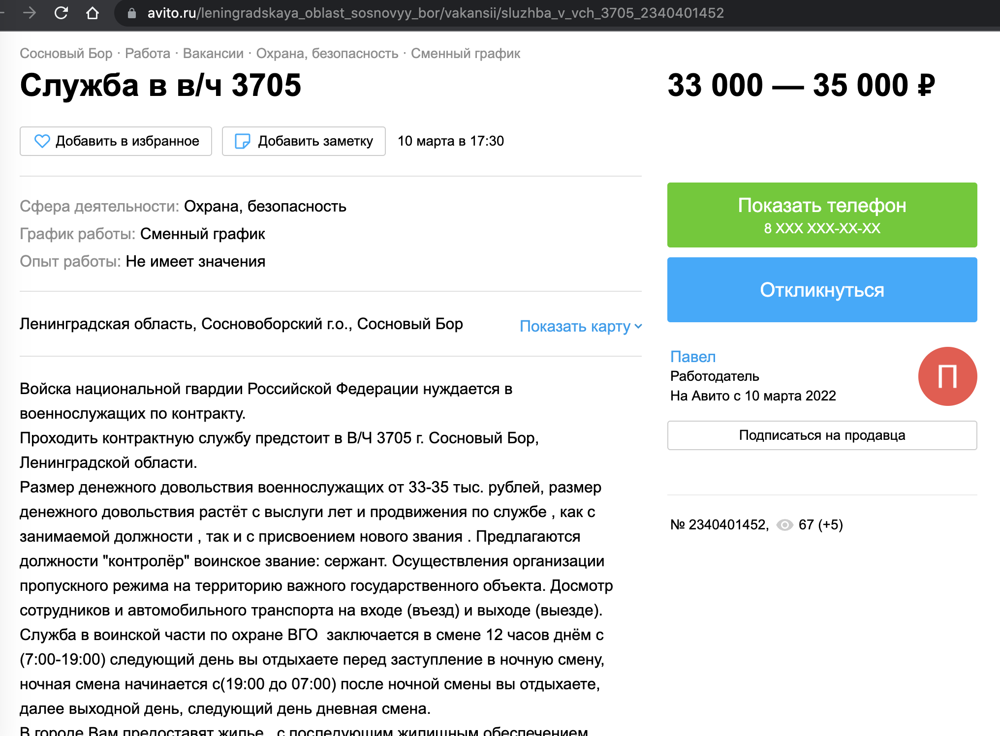 avito.ru/leningradskaya_oblast_sosnovyy_bor/vakansii/sluzhba_v_vch_3705_2340401452
Сосновый Бор · Работа · Вакансии · Охрана, безопасность · Сменный график
Служба в в/ч 3705
33 000 — 35 000 ₽
Добавить в избранное
Добавить заметку
10 марта в 17:30
Сфера деятельности: Охрана, безопасность
График работы: Сменный график
Опыт работы: Не имеет значения
Ленинградская область, Сосновоборский г.о., Сосновый Бор
Показать карту
Войска национальной гвардии Российской Федерации нуждается в
военнослужащих по контракту.
Проходить контрактную службу предстоит в В/Ч 3705 г. Сосновый Бор,
Ленинградской области.
Размер денежного довольствия военнослужащих от 33-35 тыс. рублей, размер
денежного довольствия растёт с выслуги лет и продвижения по службе , как с
занимаемой должности , так и с присвоением нового звания . Предлагаются
должности "контролёр" воинское звание: сержант. Осуществления организации
пропускного режима на территорию важного государственного объекта. Досмотр
сотрудников и автомобильного транспорта на входе (въезд) и выходе (выезде).
Служба в воинской части по охране ВГО  заключается в смене 12 часов днём с
(7:00-19:00) следующий день вы отдыхаете перед заступление в ночную смену,
ночная смена начинается с(19:00 до 07:00) после ночной смены вы отдыхаете,
далее выходной день, следующий день дневная смена.
В городе Вам предоставят жилье , с последующим жилищным обеспечением
Показать телефон
8 XXX XXX-XX-XX
Откликнуться
Павел
Работодатель
На Авито с 10 марта 2022
П
Подписаться на продавца
№ 2340401452, 67 (+5)